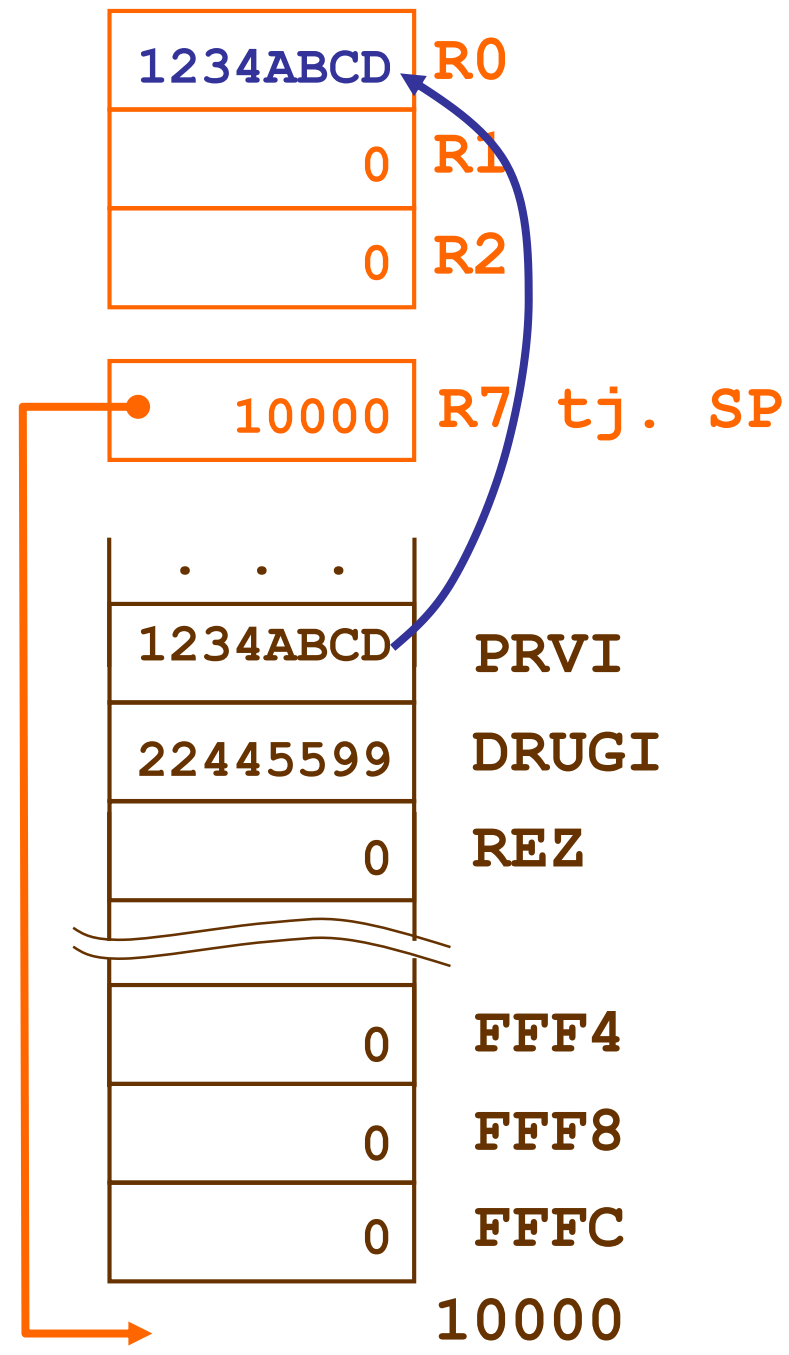 1234ABCD R0
0 R1
0 R2
10000 R7 tj. SP
. . .
1234ABCD PRVI
22445599 DRUGI
0 REZ
0 FFF4
0 FFF8
0 FFFC
10000